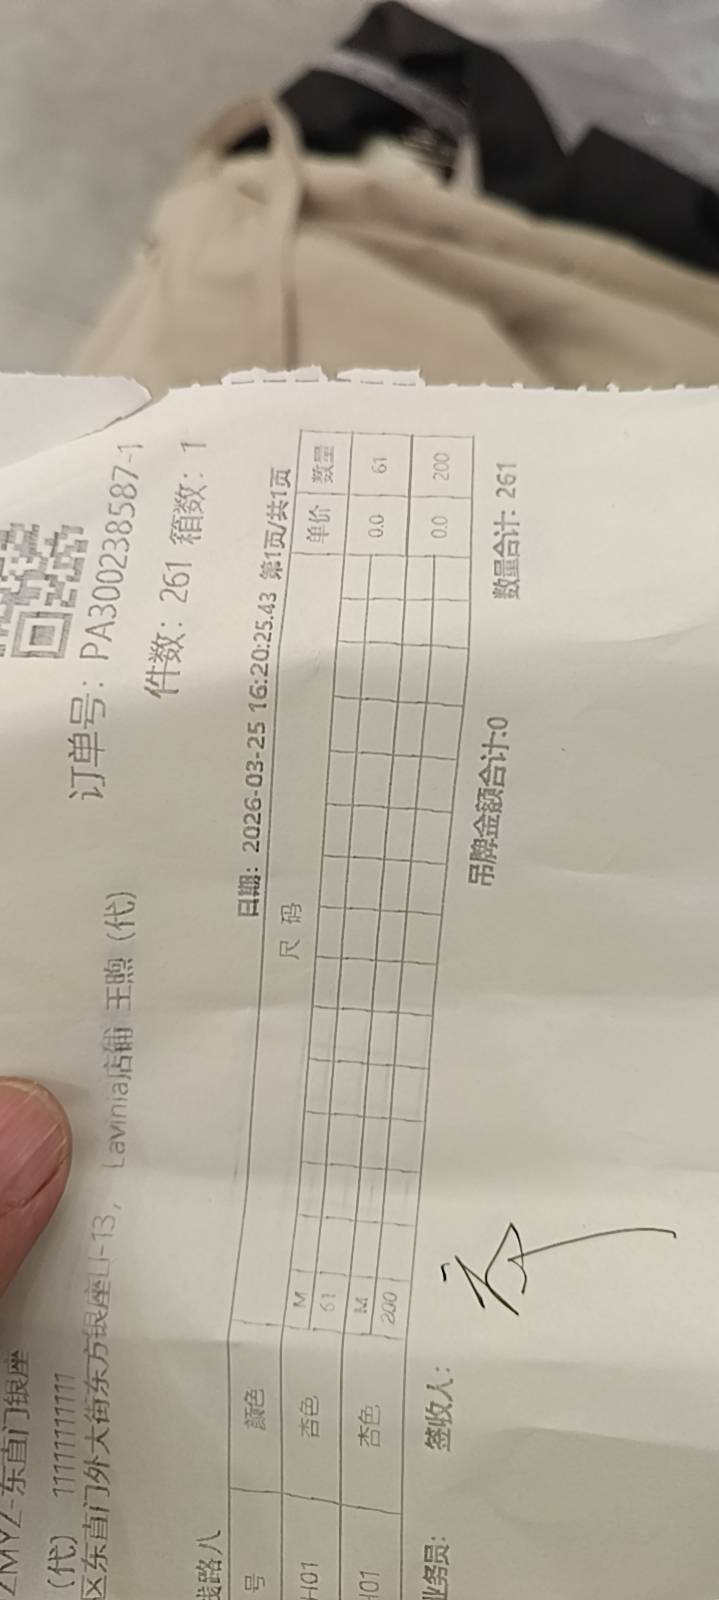 ZMYZ-东直门银座
(代) 11111111111
区东直门外大街东方银座LI-13， Lavinia店铺 王煦（代）
订单号：PA300238587-1
件数：261 箱数：1
线路八
日期：2026-03-25 16:20:25.43 第1页/共1页
号 颜色 尺 码 单价 数量
H01 杏色 M 0.0 61
61
H01 杏色 M 0.0 200
200
业务员： 签收人： 吊牌金额合计:0 数量合计：261